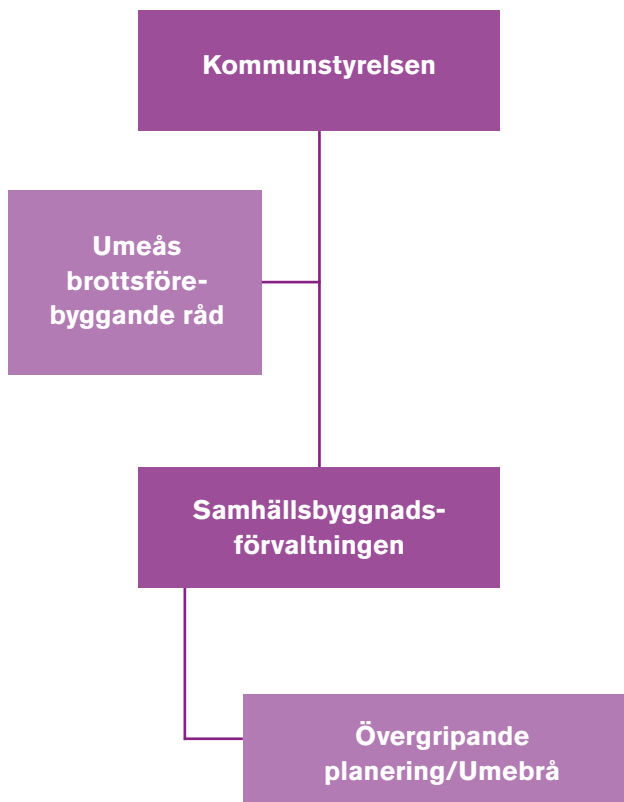 Kommunstyrelsen
Umeås
brottsföre-
byggande råd
Samhällsbyggnads-
förvaltningen
Övergripande
planering/Umebrå